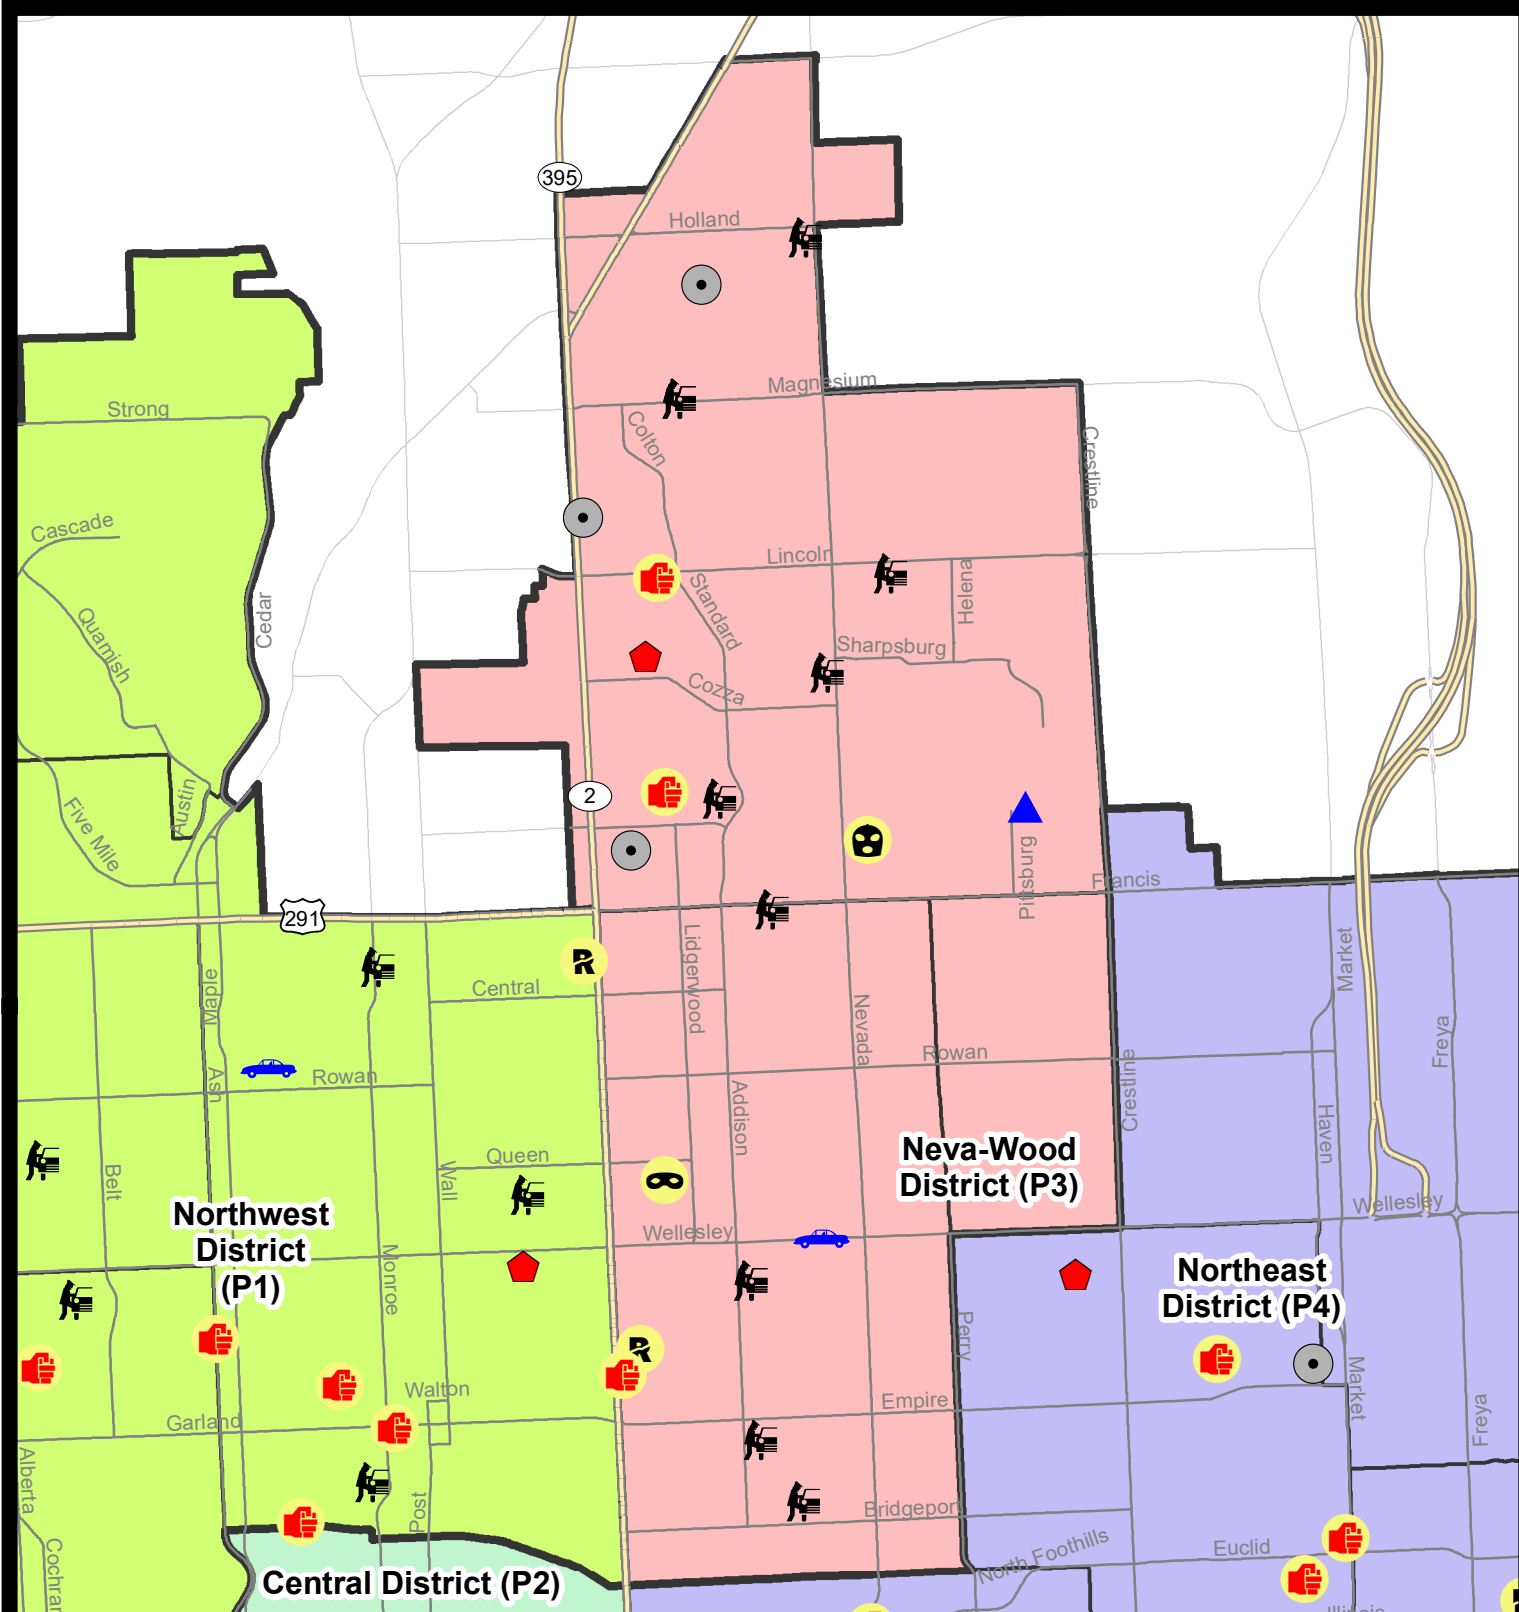 395
Holland
Magnesium
Strong
Colton
Crestline
Cascade
Lincoln
Helena
Standard
Cedar
Quamish
Sharpsburg
Cozza
2
Austin
Five Mile
Pittsburg
Francis
291
Lidgewood
Market
Central
Maple
Nevada
Freya
Rowan
Ash
Rowan
Addison
Crestline
Haven
Neva-Wood
District (P3)
Queen
Wall
Belt
Wellesley
Northwest
District
(P1)
Wellesley
Monroe
Northeast
District (P4)
Perry
Market
Walton
Empire
Garland
Freya
Alberta
Post
Bridgeport
North Foothills
Euclid
Cochran
Central District (P2)